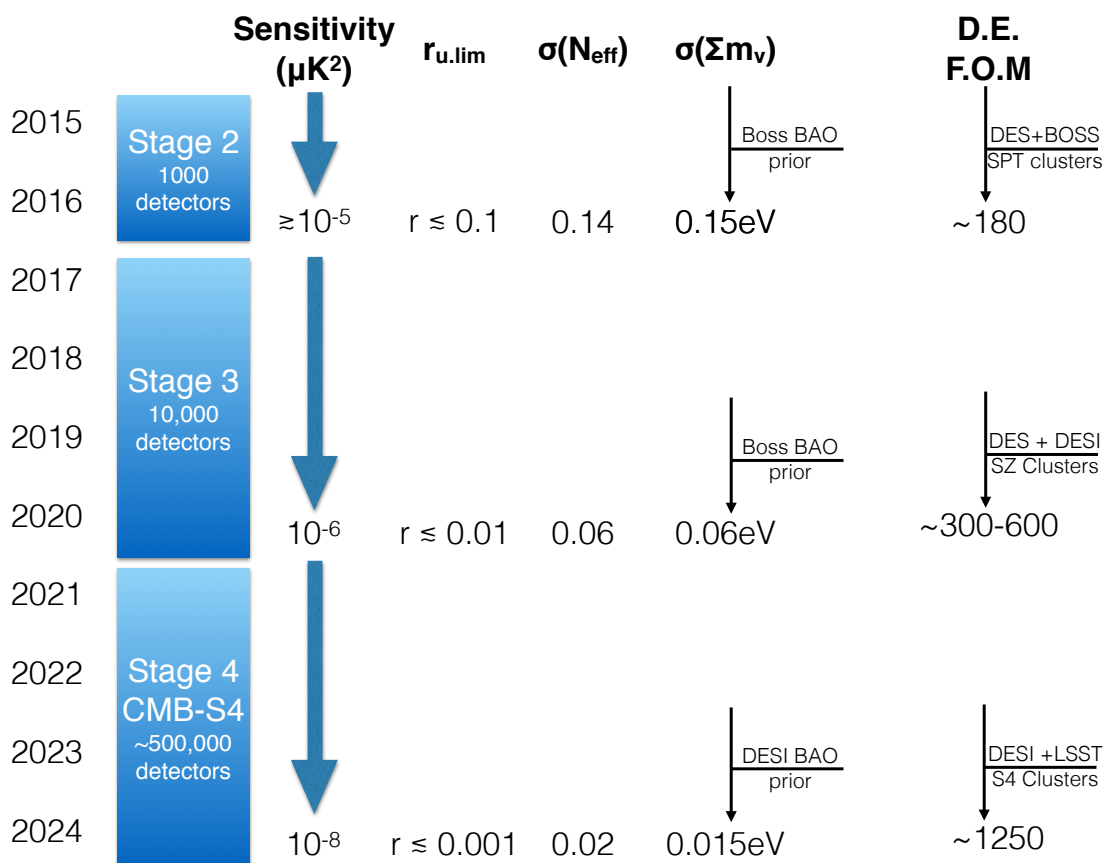 Sensitivity (μK²) r_u.lim σ(N_eff) σ(Σm_ν) D.E. F.O.M
2015
Stage 2
1000
detectors
Boss BAO
prior
DES+BOSS
SPT clusters
2016
≳10⁻⁵ r ≲ 0.1 0.14 0.15eV ~180
2017
2018
Stage 3
10,000
detectors
2019
Boss BAO
prior
DES + DESI
SZ Clusters
2020
10⁻⁶ r ≲ 0.01 0.06 0.06eV ~300-600
2021
2022
Stage 4
CMB-S4
~500,000
detectors
2023
DESI BAO
prior
DESI +LSST
S4 Clusters
2024
10⁻⁸ r ≲ 0.001 0.02 0.015eV ~1250